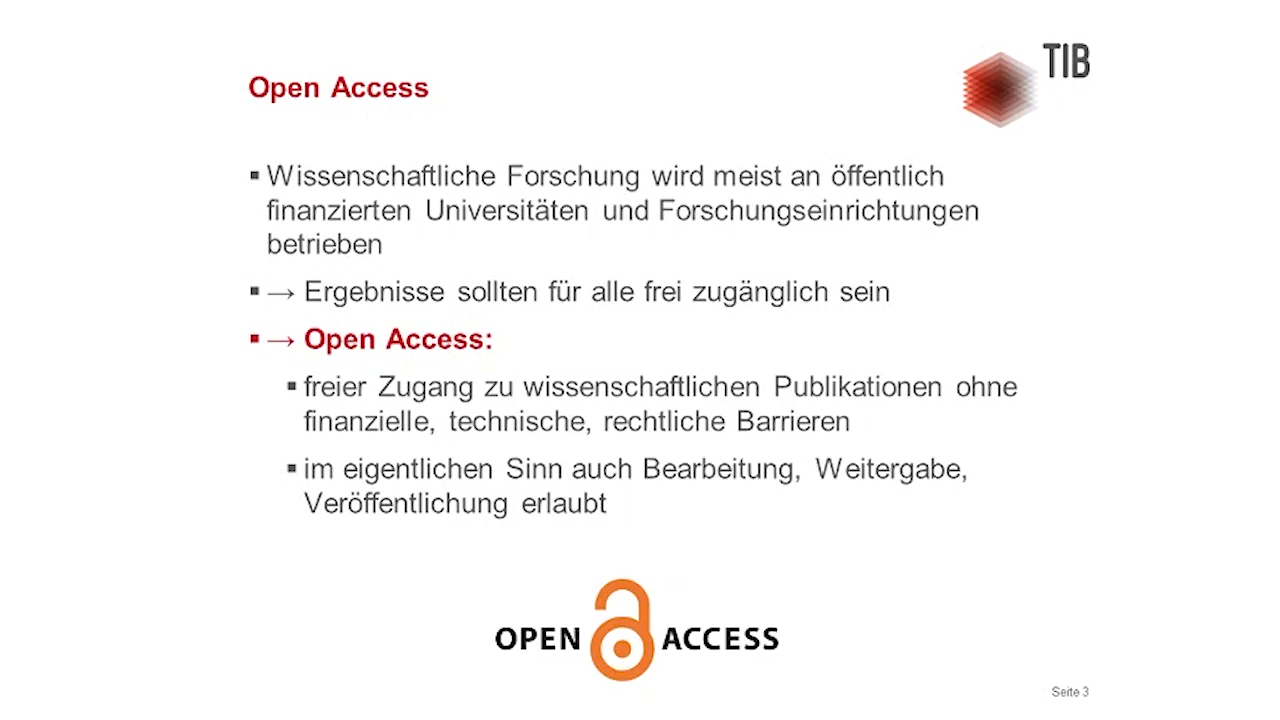 TIB
Open Access
▪ Wissenschaftliche Forschung wird meist an öffentlich
finanzierten Universitäten und Forschungseinrichtungen
betrieben
▪ → Ergebnisse sollten für alle frei zugänglich sein
▪ → Open Access:
▪ freier Zugang zu wissenschaftlichen Publikationen ohne
finanzielle, technische, rechtliche Barrieren
▪ im eigentlichen Sinn auch Bearbeitung, Weitergabe,
Veröffentlichung erlaubt
OPEN ACCESS
Seite 3